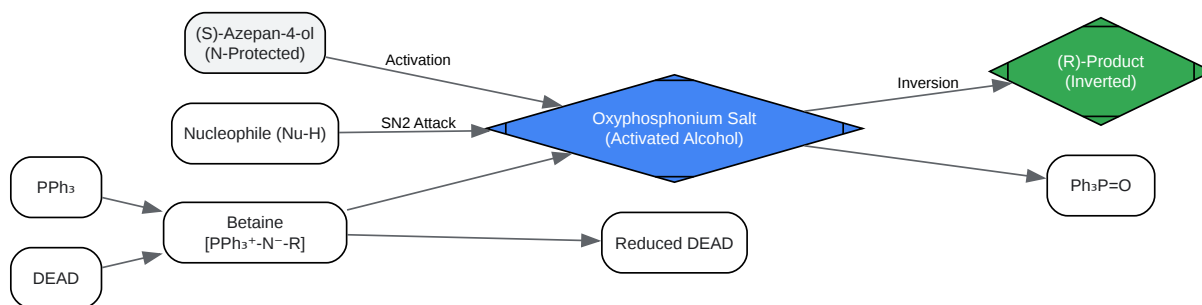 (S)-Azepan-4-ol
(N-Protected)
Activation
Nucleophile (Nu-H)
SN2 Attack
Oxyphosphonium Salt
(Activated Alcohol)
Inversion
(R)-Product
(Inverted)
PPh₃
DEAD
Betaine
[PPh₃⁺-N⁻-R]
Reduced DEAD
Ph₃P=O